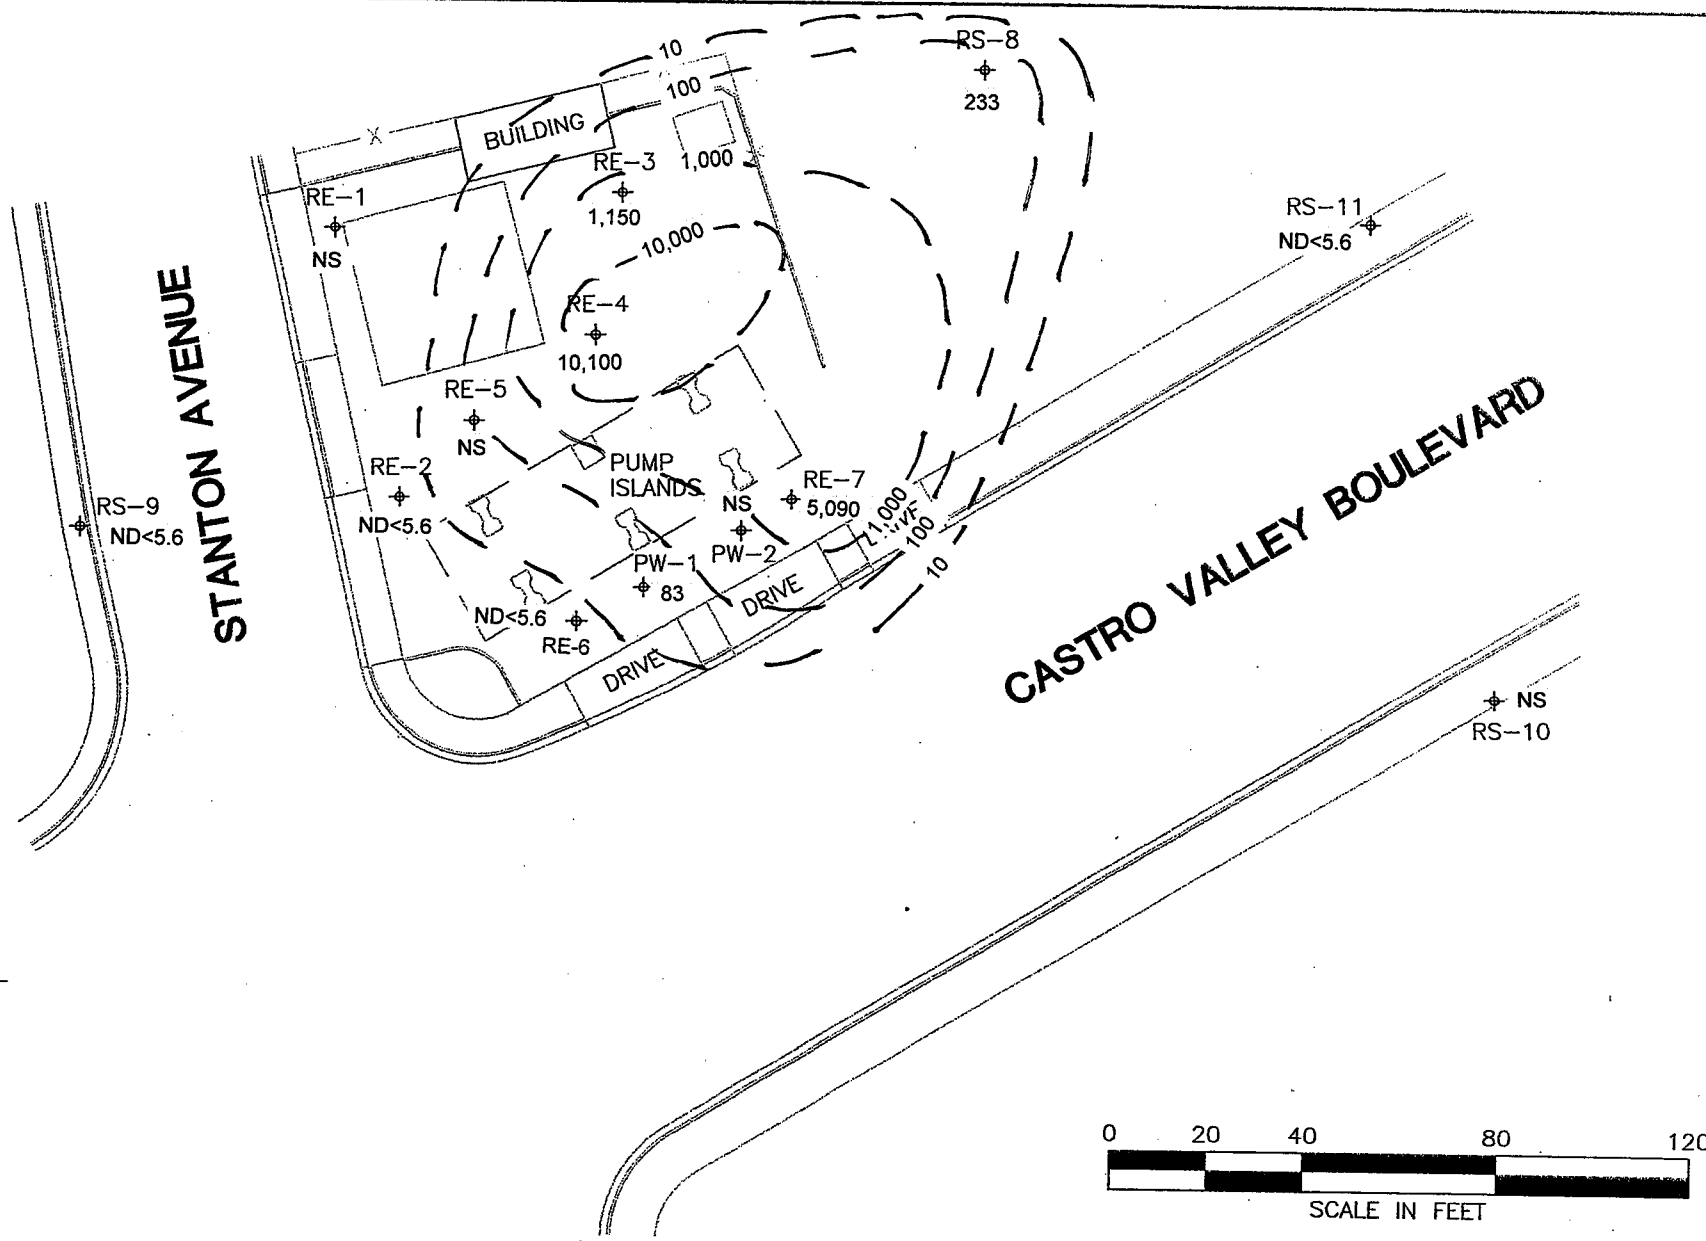 10
RS-8
100
233
BUILDING
RE-3
1,000
RE-1
1,150
RS-11
NS
ND<5.6
10,000
STANTON AVENUE
RE-4
10,100
RE-5
NS
RE-2
PUMP
ISLANDS
RE-7
NS
5,090
RS-9
ND<5.6
ND<5.6
1,000
100
10
PW-1
PW-2
83
DRIVE
ND<5.6
RE-6
DRIVE
CASTRO VALLEY BOULEVARD
NS
RS-10
0 20 40 80 120
SCALE IN FEET